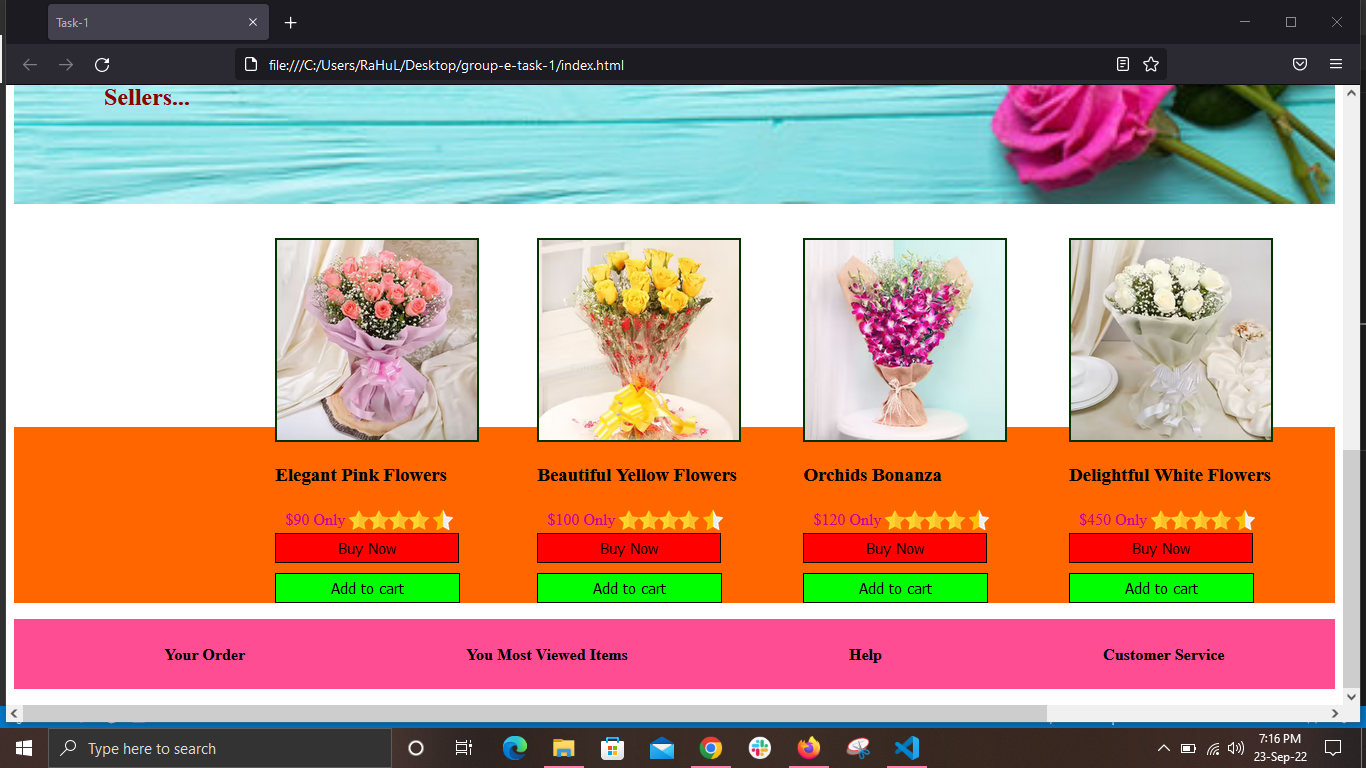 Task-1
file:///C:/Users/RaHuL/Desktop/group-e-task-1/index.html
Sellers...
Elegant Pink Flowers
Beautiful Yellow Flowers
Orchids Bonanza
Delightful White Flowers
$90 Only
$100 Only
$120 Only
$450 Only
Buy Now
Buy Now
Buy Now
Buy Now
Add to cart
Add to cart
Add to cart
Add to cart
Your Order
You Most Viewed Items
Help
Customer Service
Type here to search
7:16 PM
23-Sep-22